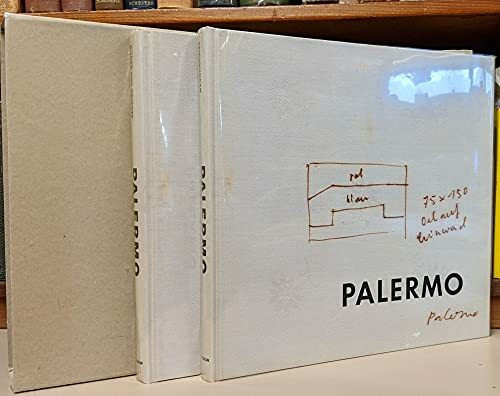 PALERMO
rot
blau
75 x 150
Oel auf
Leinwand
PALERMO
PALERMO
Palermo